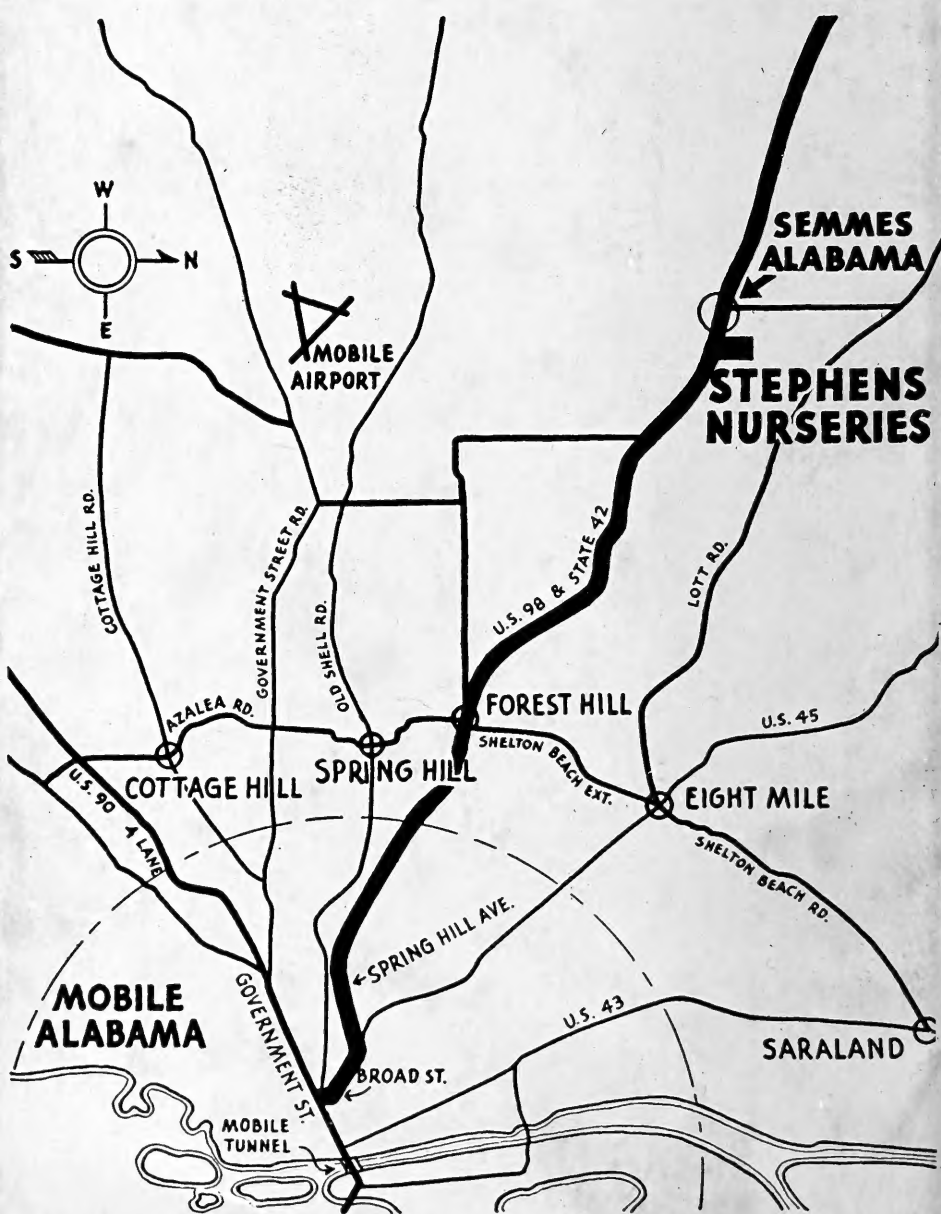 W
S
N
E
SEMMES
ALABAMA
MOBILE
AIRPORT
STEPHENS
NURSERIES
COTTAGE HILL RD.
GOVERNMENT STREET RD.
OLD SHELL RD.
U.S. 98 & STATE 42
LOTT RD.
AZALEA RD.
FOREST HILL
U.S. 45
SHELTON BEACH EXT.
COTTAGE HILL
SPRING HILL
EIGHT MILE
U.S. 90
4 LANE
SHELTON BEACH RD.
SPRING HILL AVE.
MOBILE
ALABAMA
GOVERNMENT ST.
U.S. 43
SARALAND
BROAD ST.
MOBILE
TUNNEL